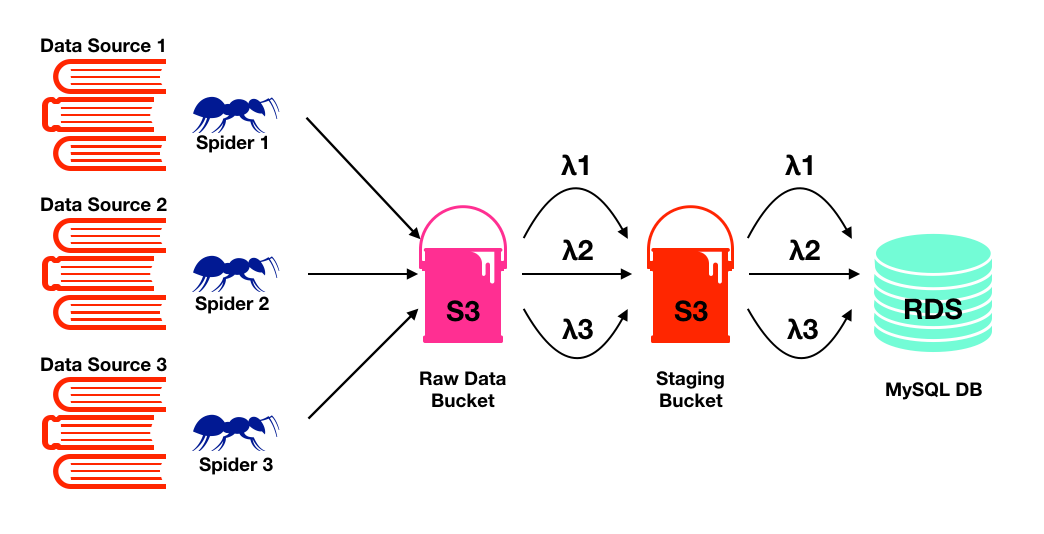 Data Source 1
Spider 1
Data Source 2
Spider 2
Data Source 3
Spider 3
S3
Raw Data
Bucket
λ1
λ2
λ3
S3
Staging
Bucket
λ1
λ2
λ3
RDS
MySQL DB